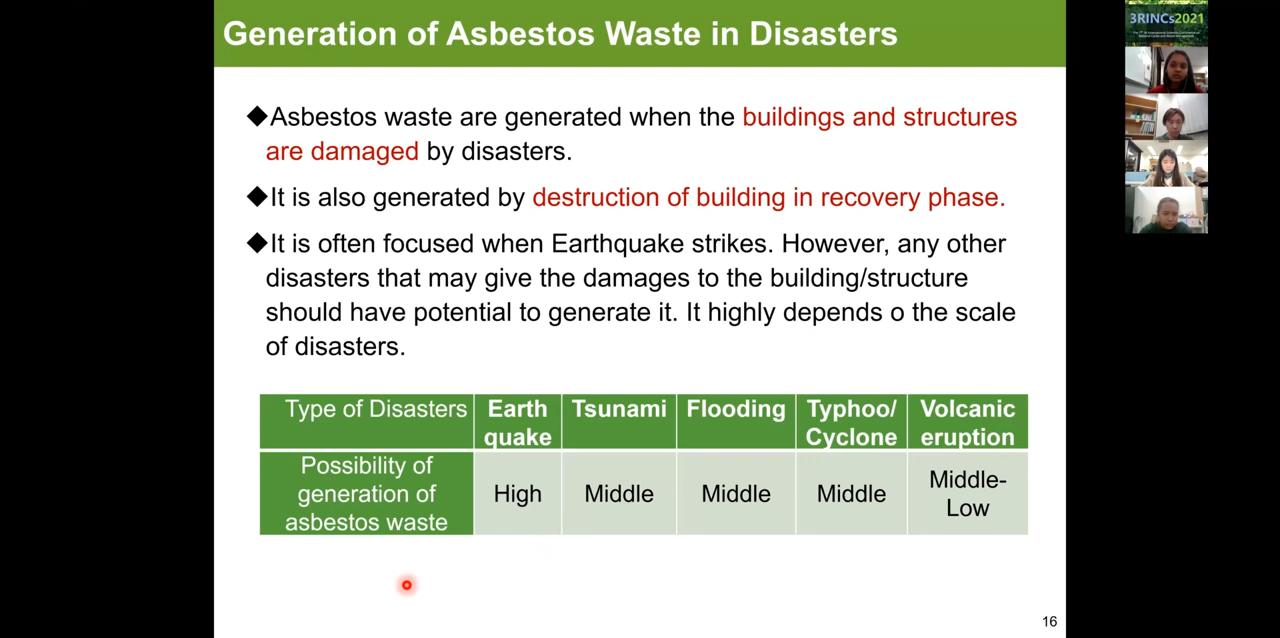 Generation of Asbestos Waste in Disasters
◆Asbestos waste are generated when the buildings and structures
are damaged by disasters.
◆It is also generated by destruction of building in recovery phase.
◆It is often focused when Earthquake strikes. However, any other
disasters that may give the damages to the building/structure
should have potential to generate it. It highly depends o the scale
of disasters.
Type of Disasters
Earth
quake
Tsunami
Flooding
Typhoo/
Cyclone
Volcanic
eruption
Possibility of
generation of
asbestos waste
High
Middle
Middle
Middle
Middle-
Low
16
3RINCs2021